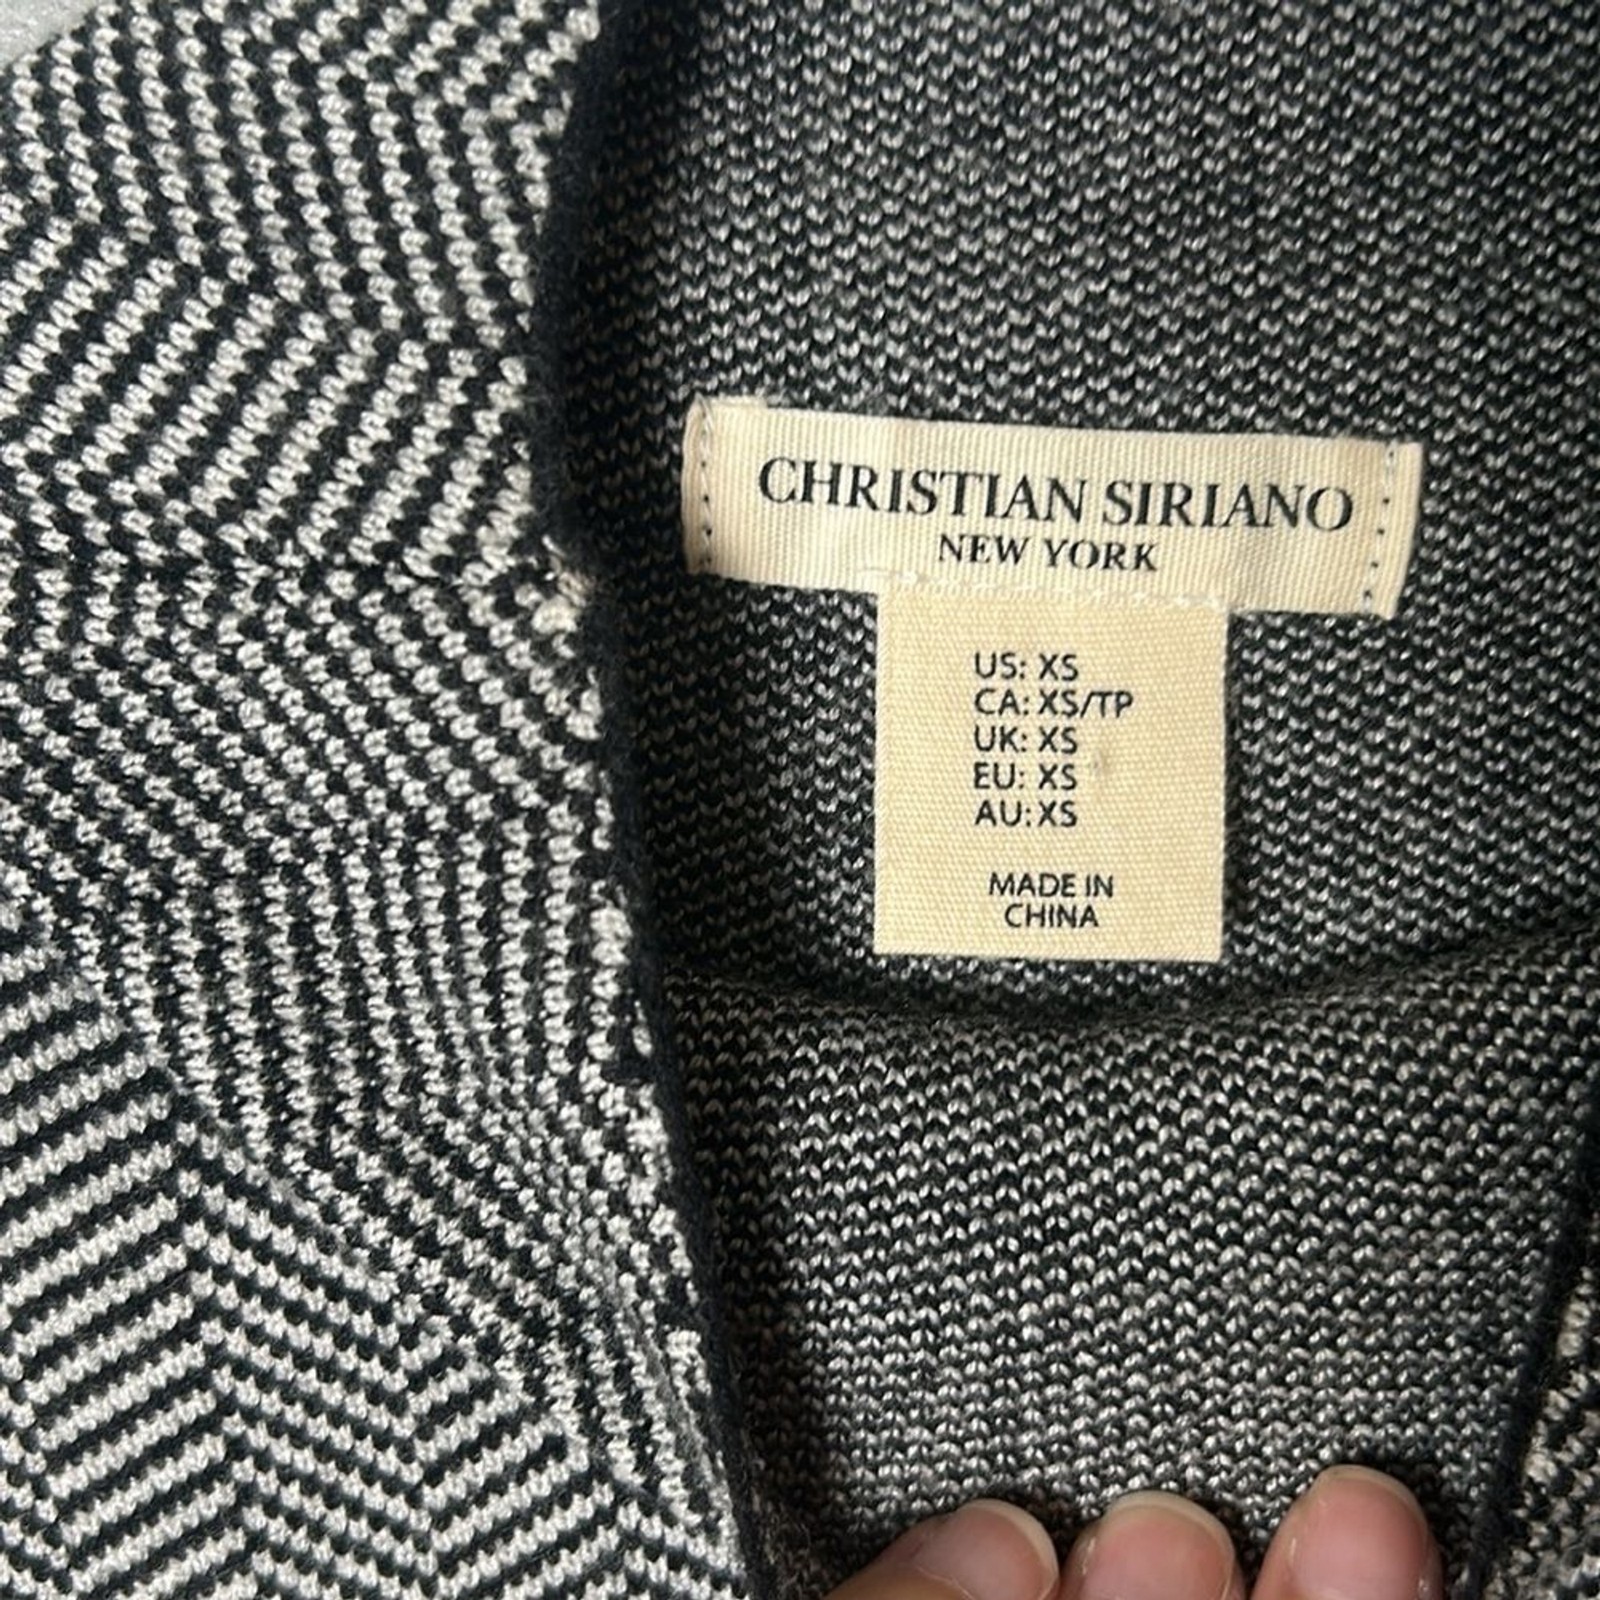 CHRISTIAN SIRIANO
NEW YORK
US: XS
CA: XS/TP
UK: XS
EU: XS
AU: XS
MADE IN
CHINA